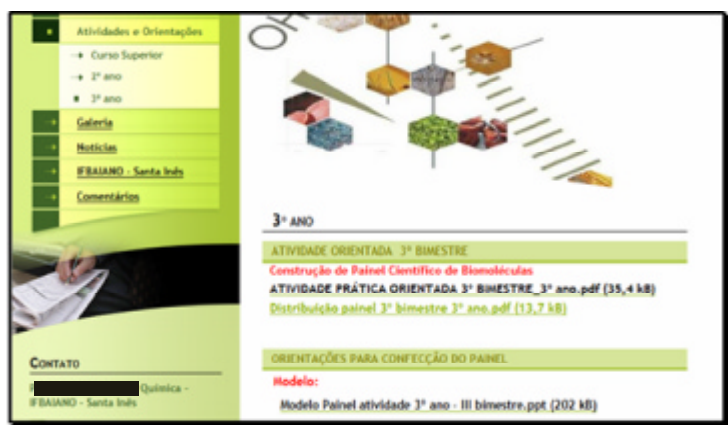 Atividades e Orientações
Curso Superior
2º ano
3º ano
Galeria
Notícias
IFBAIANO - Santa Inês
Comentários
CONTATO
Química -
IFBAIANO - Santa Inês
OH
3º ANO
ATIVIDADE ORIENTADA 3º BIMESTRE
Construção de Painel Científico de Biomoléculas
ATIVIDADE PRÁTICA ORIENTADA 3º BIMESTRE_3º ano.pdf (35,4 kB)
Distribuição painel 3º bimestre 3º ano.pdf (13,7 kB)
ORIENTAÇÕES PARA CONFECÇÃO DO PAINEL
Modelo:
Modelo Painel atividade 3º ano - III bimestre.ppt (202 kB)